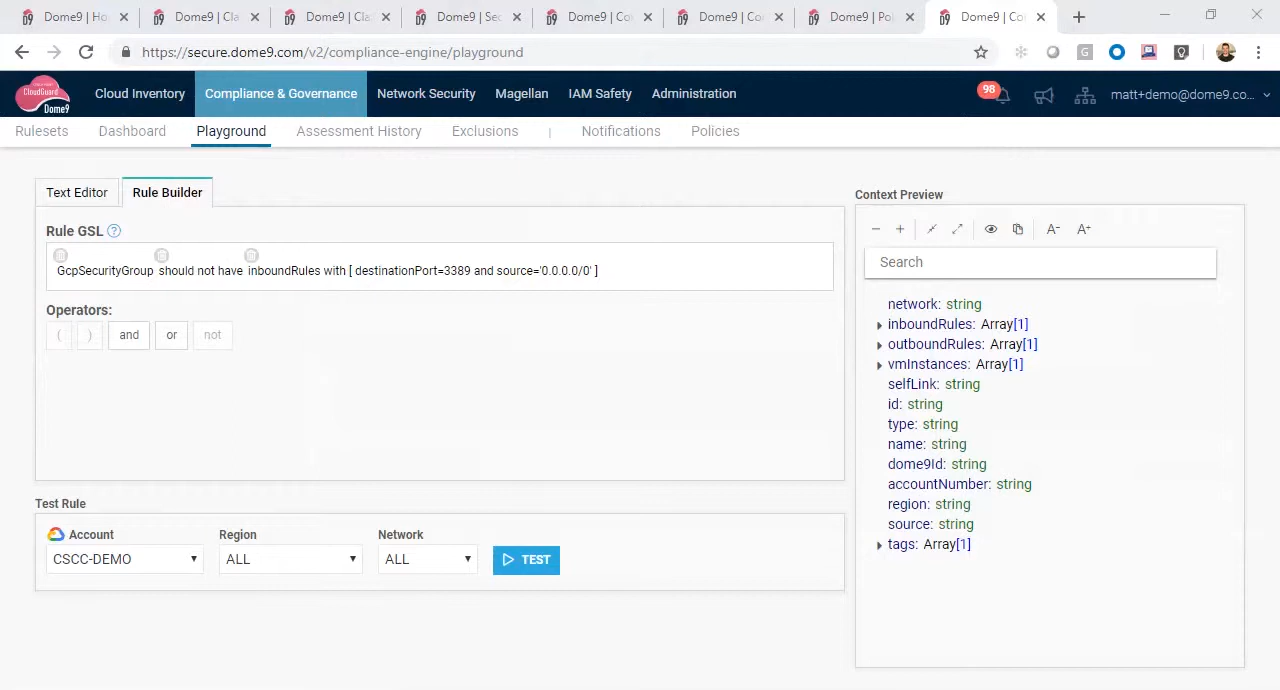 Dome9 | Ho
Dome9 | Cla
Dome9 | Cla
Dome9 | Sec
Dome9 | Co
Dome9 | Co
Dome9 | Pol
Dome9 | Co
https://secure.dome9.com/v2/compliance-engine/playground
G
CloudGuard
Dome9
Cloud Inventory
Compliance & Governance
Network Security
Magellan
IAM Safety
Administration
98
matt+demo@dome9.co...
Rulesets
Dashboard
Playground
Assessment History
Exclusions
|
Notifications
Policies
Text Editor
Rule Builder
Rule GSL ?
GcpSecurityGroup should not have inboundRules with [ destinationPort=3389 and source='0.0.0.0/0' ]
Operators:
( ) and or not
Test Rule
Account
Region
Network
CSCC-DEMO
ALL
ALL
TEST
Context Preview
− + A⁻ A⁺
Search
network: string
inboundRules: Array[1]
outboundRules: Array[1]
vmInstances: Array[1]
selfLink: string
id: string
type: string
name: string
dome9Id: string
accountNumber: string
region: string
source: string
tags: Array[1]